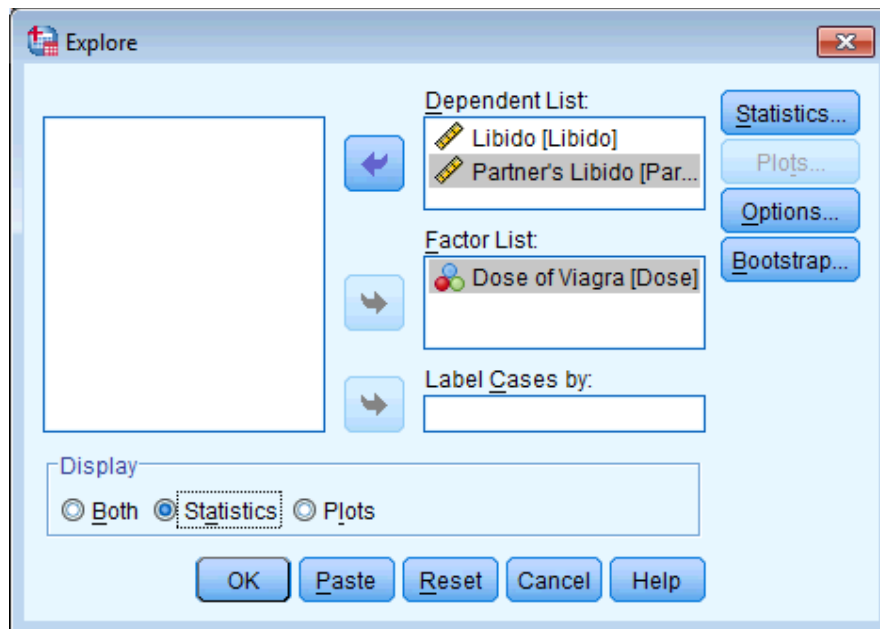 Explore
Dependent List:
Libido [Libido]
Partner's Libido [Par...
Factor List:
Dose of Viagra [Dose]
Label Cases by:
Statistics...
Plots...
Options...
Bootstrap...
Display
Both Statistics Plots
OK Paste Reset Cancel Help